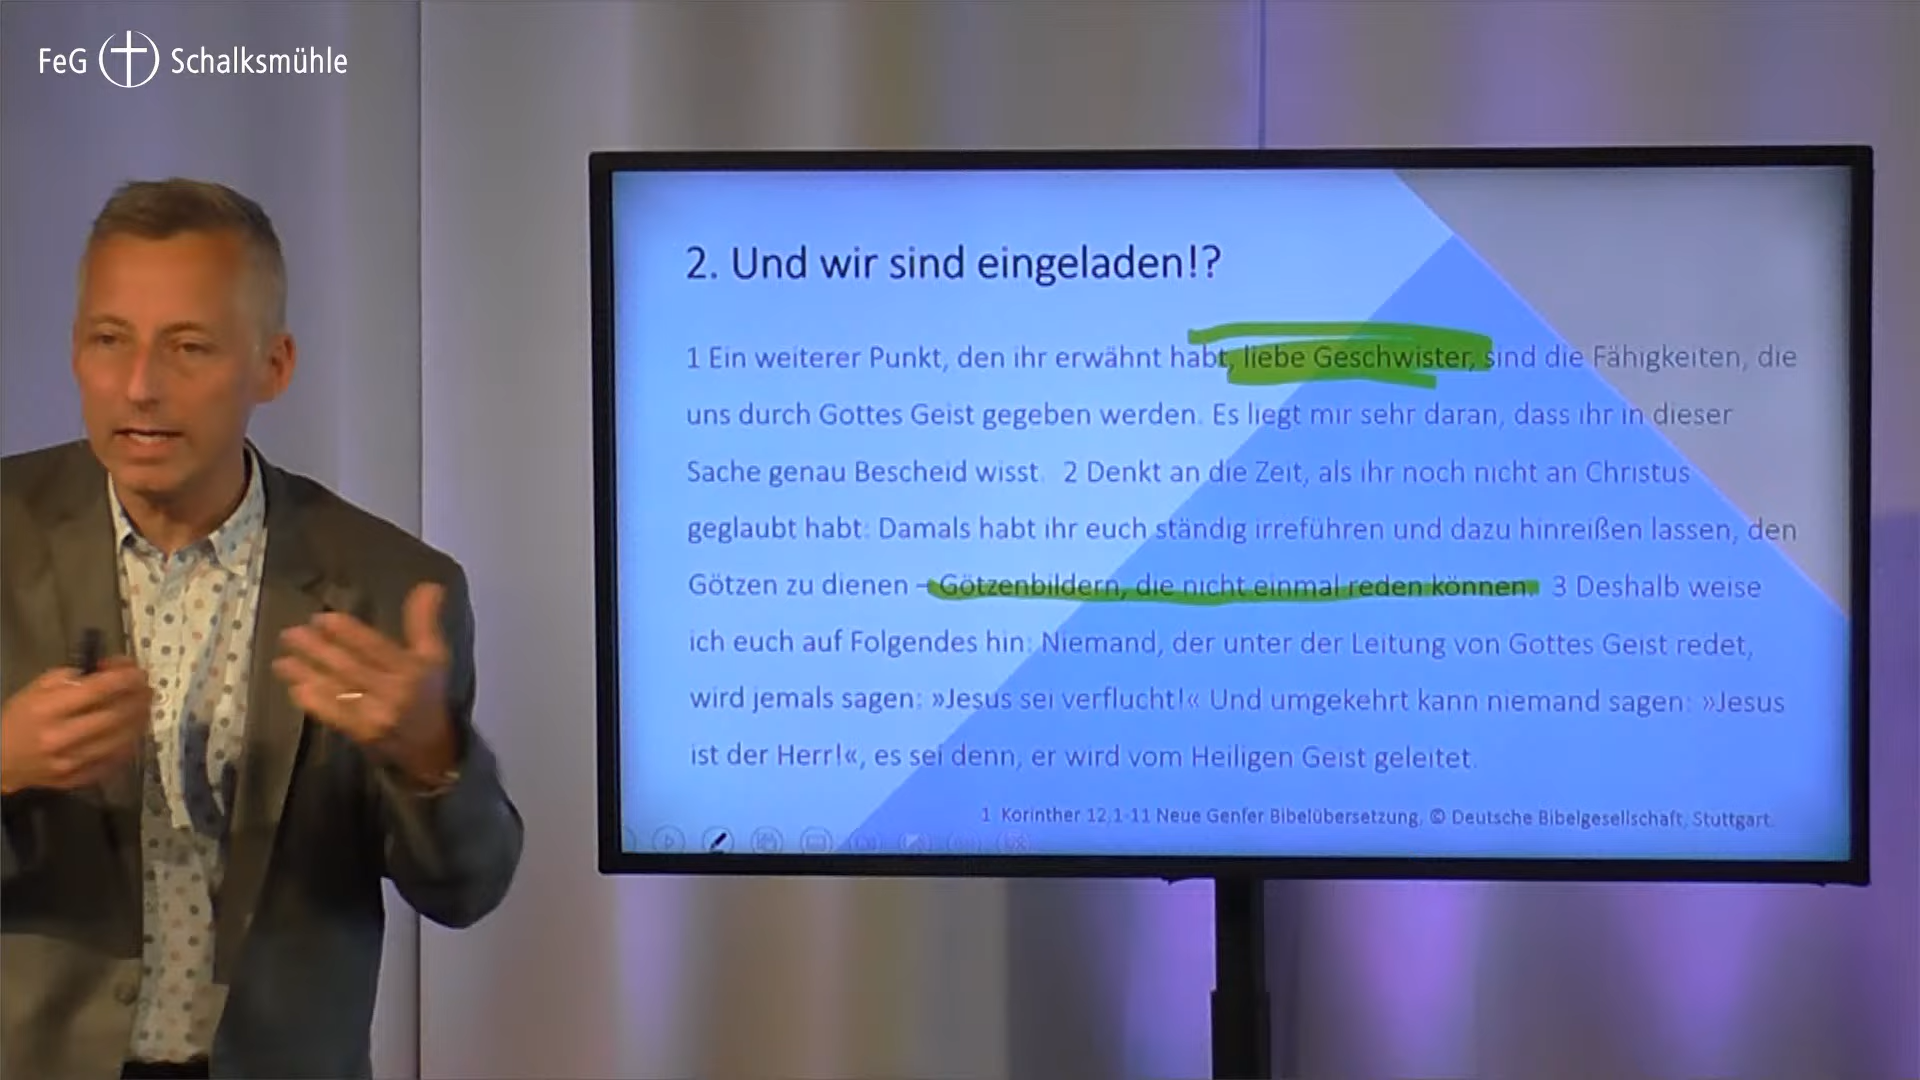 FeG Schalksmühle
2. Und wir sind eingeladen!?
1 Ein weiterer Punkt, den ihr erwähnt habt, liebe Geschwister, sind die Fähigkeiten, die
uns durch Gottes Geist gegeben werden. Es liegt mir sehr daran, dass ihr in dieser
Sache genau Bescheid wisst. 2 Denkt an die Zeit, als ihr noch nicht an Christus
geglaubt habt: Damals habt ihr euch ständig irreführen und dazu hinreißen lassen, den
Götzen zu dienen – Götzenbildern, die nicht einmal reden können. 3 Deshalb weise
ich euch auf Folgendes hin: Niemand, der unter der Leitung von Gottes Geist redet,
wird jemals sagen: »Jesus sei verflucht!« Und umgekehrt kann niemand sagen: »Jesus
ist der Herr!«, es sei denn, er wird vom Heiligen Geist geleitet.
1 Korinther 12,1-11 Neue Genfer Bibelübersetzung, © Deutsche Bibelgesellschaft, Stuttgart.